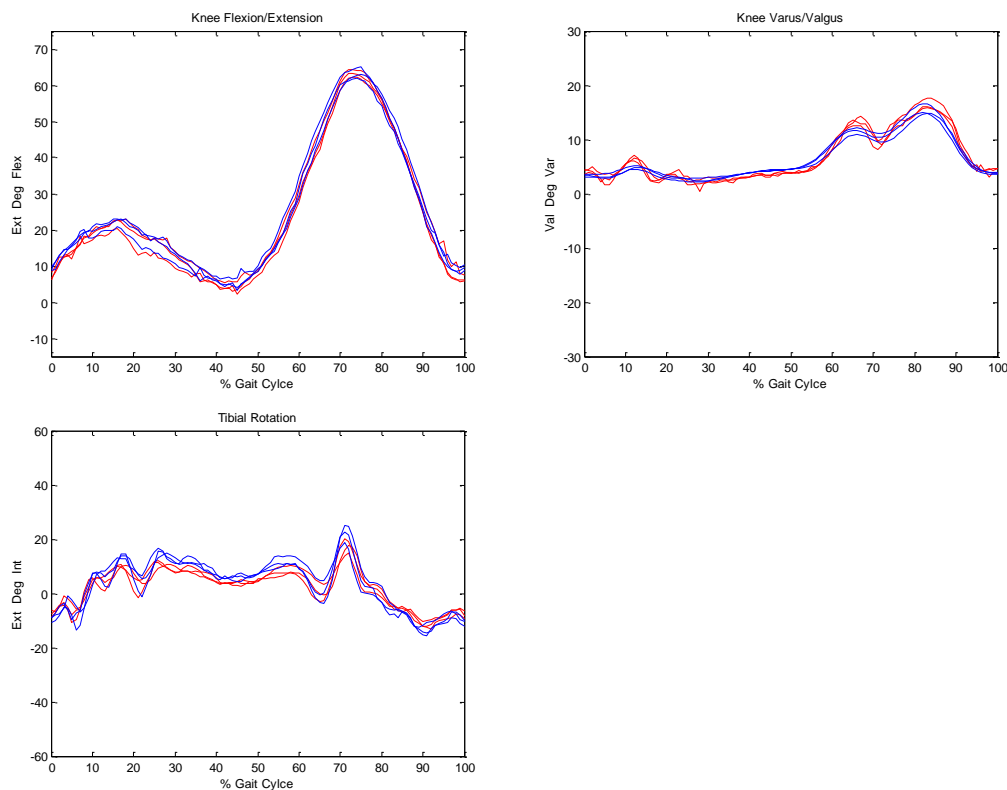 Knee Flexion/Extension
70
60
50
40
30
20
10
0
-10
Ext Deg Flex
0 10 20 30 40 50 60 70 80 90 100
% Gait Cylce
Knee Varus/Valgus
30
20
10
0
-10
-20
-30
Val Deg Var
0 10 20 30 40 50 60 70 80 90 100
% Gait Cylce
Tibial Rotation
60
40
20
0
-20
-40
-60
Ext Deg Int
0 10 20 30 40 50 60 70 80 90 100
% Gait Cylce